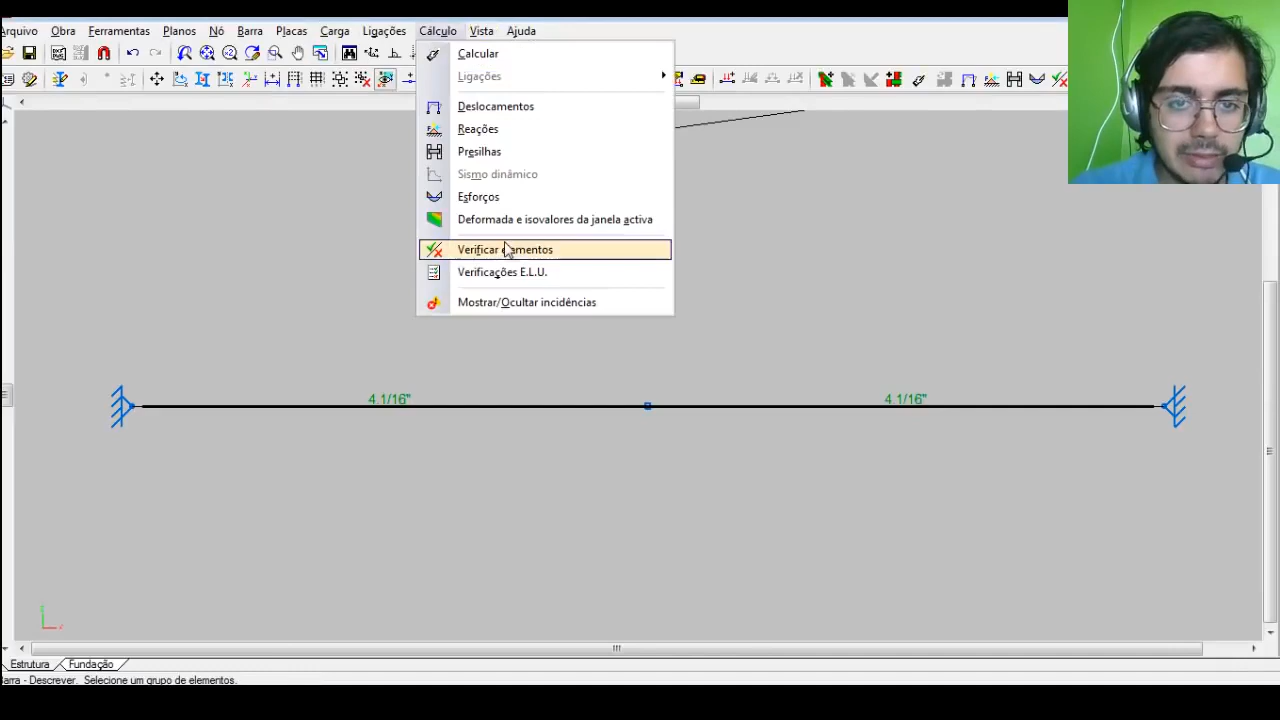 Arquivo Obra Ferramentas Planos Nó Barra Placas Carga Ligações Cálculo Vista Ajuda
Calcular
Ligações
Deslocamentos
Reações
Presilhas
Sismo dinâmico
Esforços
Deformada e isovalores da janela activa
Verificar elementos
Verificações E.L.U.
Mostrar/Ocultar incidências
4.1/16" 4.1/16"
Estrutura Fundação
Barra - Descrever. Selecione um grupo de elementos.